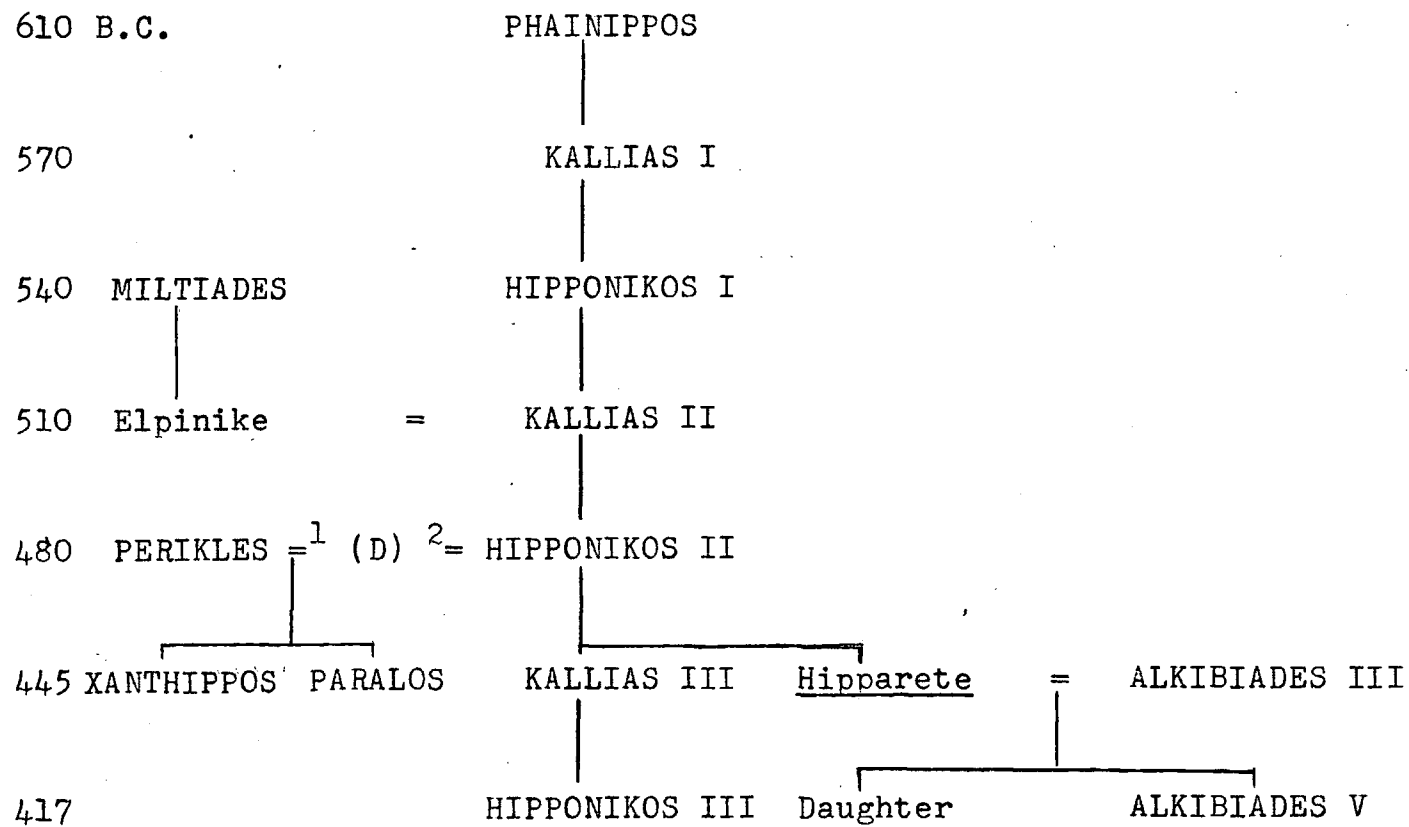 610 B.C. PHAINIPPOS
570 KALLIAS I
540 MILTIADES HIPPONIKOS I
510 Elpinike = KALLIAS II
480 PERIKLES =1 (D) 2= HIPPONIKOS II
445 XANTHIPPOS PARALOS KALLIAS III Hipparete = ALKIBIADES III
417 HIPPONIKOS III Daughter ALKIBIADES V